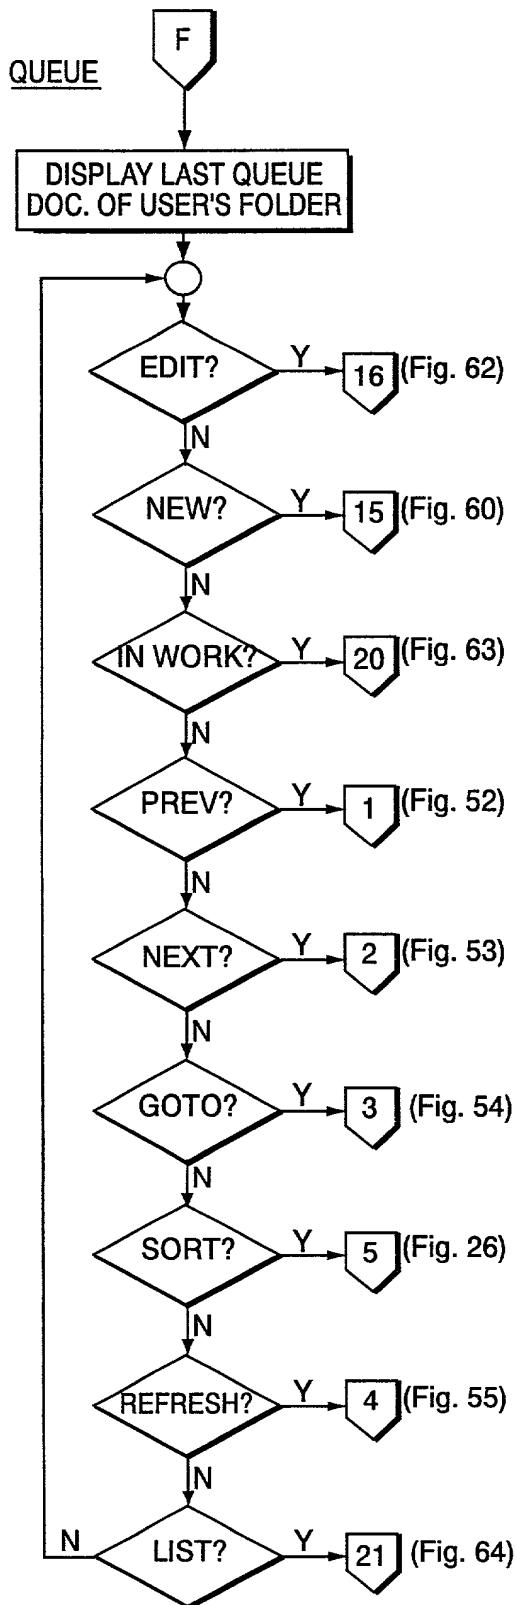 F
QUEUE
DISPLAY LAST QUEUE
DOC. OF USER'S FOLDER
EDIT? Y 16 (Fig. 62)
N
NEW? Y 15 (Fig. 60)
N
IN WORK? Y 20 (Fig. 63)
N
PREV? Y 1 (Fig. 52)
N
NEXT? Y 2 (Fig. 53)
N
GOTO? Y 3 (Fig. 54)
N
SORT? Y 5 (Fig. 26)
N
REFRESH? Y 4 (Fig. 55)
N
N LIST? Y 21 (Fig. 64)